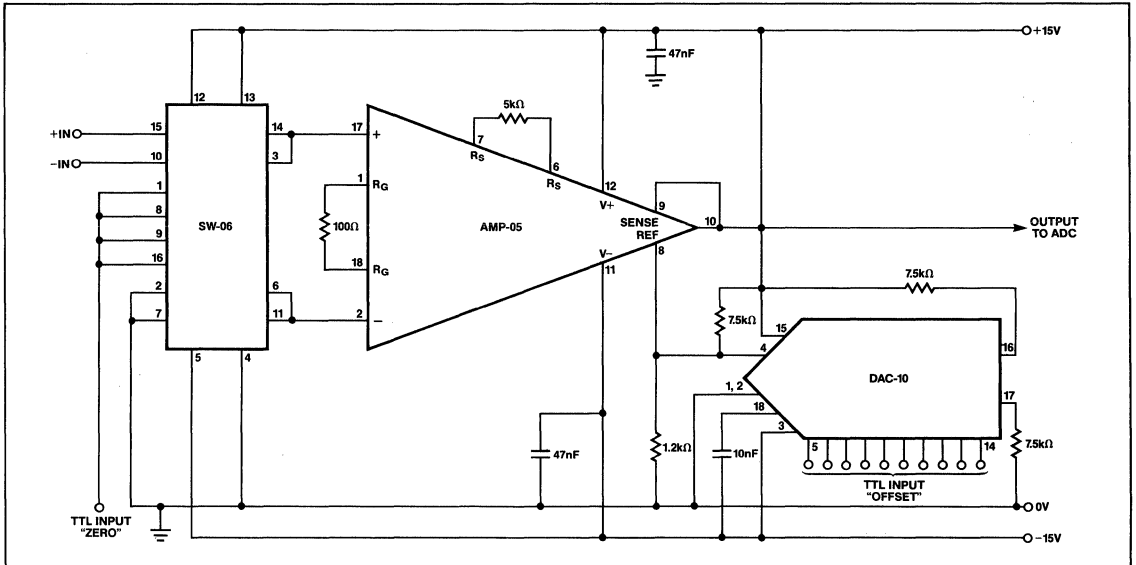 +15V
47nF
12 13
5kΩ
7 6
RS RS
+IN 15 14 17 +
-IN 10 3
1 1 RG 12 V+ 9
8 SW-06 100Ω AMP-05 SENSE 10 OUTPUT TO ADC
9 REF
16 18 RG V- 8
2 6 11 7.5kΩ
7 11 2 −
5 4
7.5kΩ 15 16
4 DAC-10
1, 2 17
18
3
47nF 1.2kΩ 10nF 5 14 7.5kΩ
TTL INPUT
"OFFSET"
0V
TTL INPUT
"ZERO"
−15V